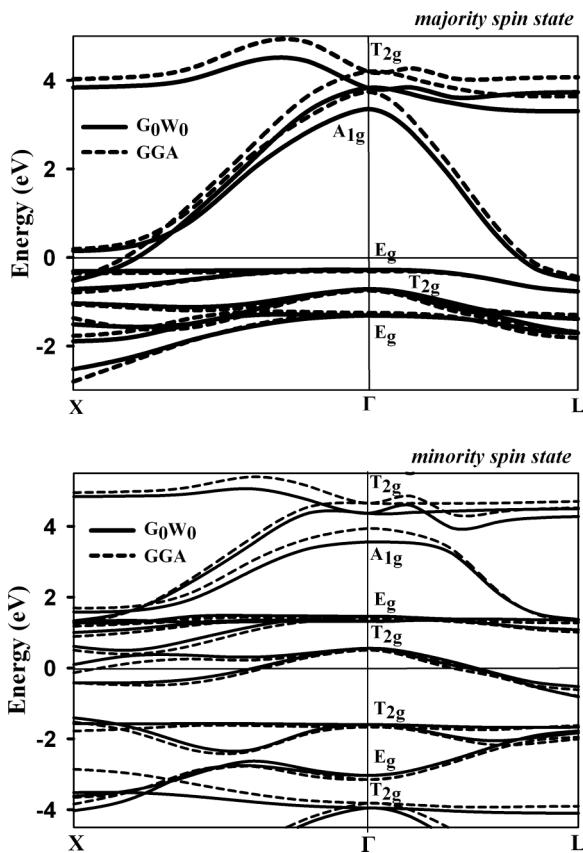 majority spin state
T2g
4
G0W0
GGA
A1g
2
Energy (eV)
0
Eg
T2g
Eg
-2
X
Γ
L
minority spin state
T2g
4
G0W0
GGA
A1g
2
Eg
T2g
Energy (eV)
0
T2g
-2
Eg
T2g
-4
X
Γ
L